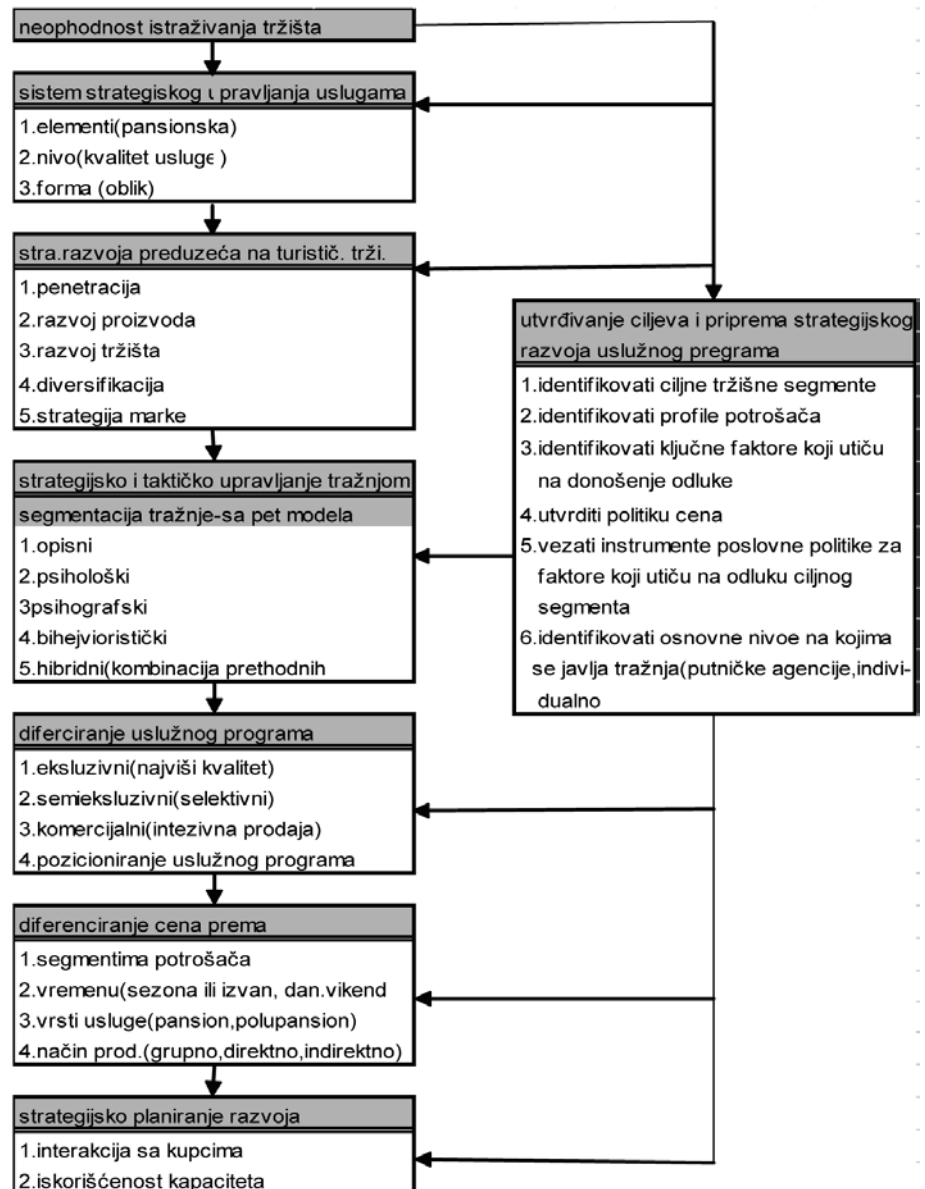 neophodnost istraživanja tržišta
sistem strategiskog upravljanja uslugama
1.elementi(pansionska)
2.nivo(kvalitet usluge )
3.forma (oblik)
stra.razvoja preduzeća na turistič. trži.
1.penetracija
2.razvoj proizvoda
3.razvoj tržišta
4.diversifikacija
5.strategija marke
strategijsko i taktičko upravljanje tražnjom
segmentacija tražnje-sa pet modela
1.opisni
2.psihološki
3psihografski
4.bihejvioristički
5.hibridni(kombinacija prethodnih
diferciranje uslužnog programa
1.eksluzivni(najviši kvalitet)
2.semieksluzivni(selektivni)
3.komercijalni(intezivna prodaja)
4.pozicioniranje uslužnog programa
diferenciranje cena prema
1.segmentima potrošača
2.vremenu(sezona ili izvan, dan.vikend
3.vrsti usluge(pansion,polupansion)
4.način prod.(grupno,direktno,indirektno)
strategijsko planiranje razvoja
1.interakcija sa kupcima
2.iskorišćenost kapaciteta
utvrđivanje ciljeva i priprema strategijskog
razvoja uslužnog pregrama
1.identifikovati ciljne tržišne segmente
2.identifikovati profile potrošača
3.identifikovati ključne faktore koji utiču
na donošenje odluke
4.utvrditi politiku cena
5.vezati instrumente poslovne politike za
faktore koji utiču na odluku ciljnog
segmenta
6.identifikovati osnovne nivoe na kojima
se javlja tražnja(putničke agencije,indivi-
dualno